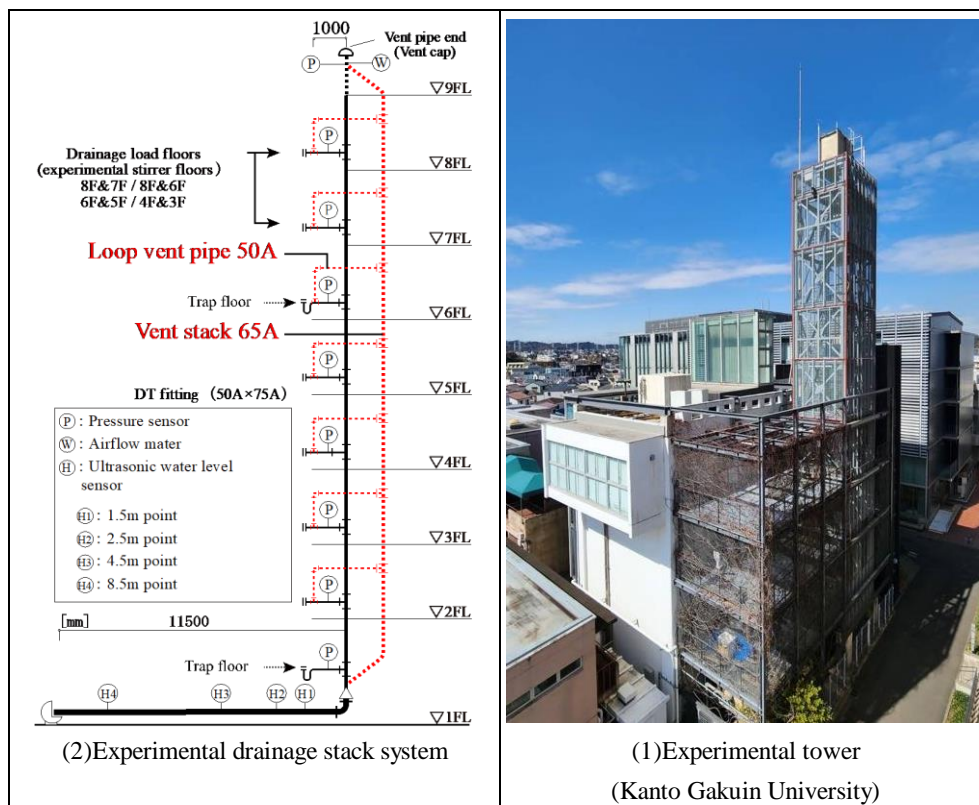 1000
Vent pipe end
(Vent cap)
P
W
▽9FL
P
Drainage load floors
(experimental stirrer floors )
8F&7F / 8F&6F
6F&5F / 4F&3F
▽8FL
P
▽7FL
Loop vent pipe 50A
P
Trap floor
▽6FL
Vent stack 65A
P
DT fitting (50A×75A)
▽5FL
P : Pressure sensor
W : Airflow mater
H : Ultrasonic water level
sensor
H1 : 1.5m point
H2 : 2.5m point
H3 : 4.5m point
H4 : 8.5m point
P
▽4FL
P
▽3FL
P
▽2FL
[mm] 11500
Trap floor
P
H4 H3 H2 H1
▽1FL
(2)Experimental drainage stack system
(1)Experimental tower
(Kanto Gakuin University)